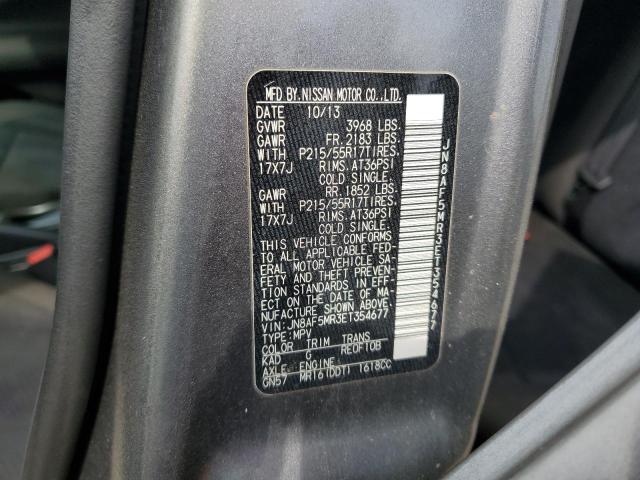 MFD BY NISSAN MOTOR CO.,LTD.
DATE 10/13
GVWR 3968 LBS.
GAWR FR. 2183 LBS.
WITH P215/55R17TIRES.
17X7J RIMS.AT36PSI
COLD SINGLE.
GAWR RR. 1852 LBS.
WITH P215/55R17TIRES.
17X7J RIMS.AT36PSI
COLD SINGLE.
THIS VEHICLE CONFORMS
TO ALL APPLICABLE FED-
ERAL MOTOR VEHICLE SA-
FETY AND THEFT PREVEN-
TION STANDARDS IN EFF-
ECT ON THE DATE OF MA-
NUFACTURE SHOWN ABOVE.
VIN:JN8AF5MR3ET354677
TYPE:MPV
COLOR TRIM TRANS
KAD G RE0F10B
AXLE ENGINE
GN57 MR16(DDT) 1618CC
JN8AF5MR3ET354677